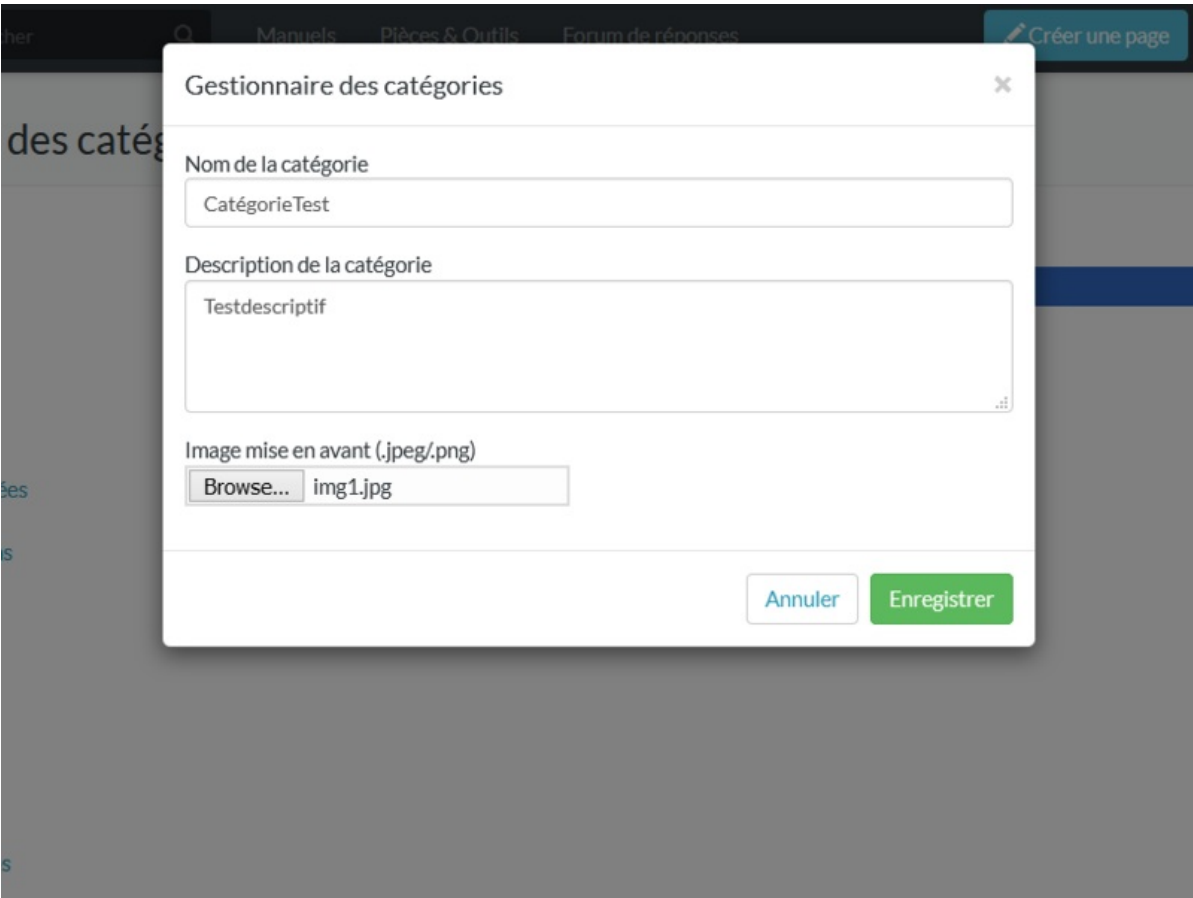 cher
Manuels Pièces & Outils Forum de réponses Créer une page
Gestionnaire des catégories ×
des catég
Nom de la catégorie
CatégorieTest
Description de la catégorie
Testdescriptif
Image mise en avant (.jpeg/.png)
Browse... img1.jpg
ées
s
Annuler Enregistrer
s